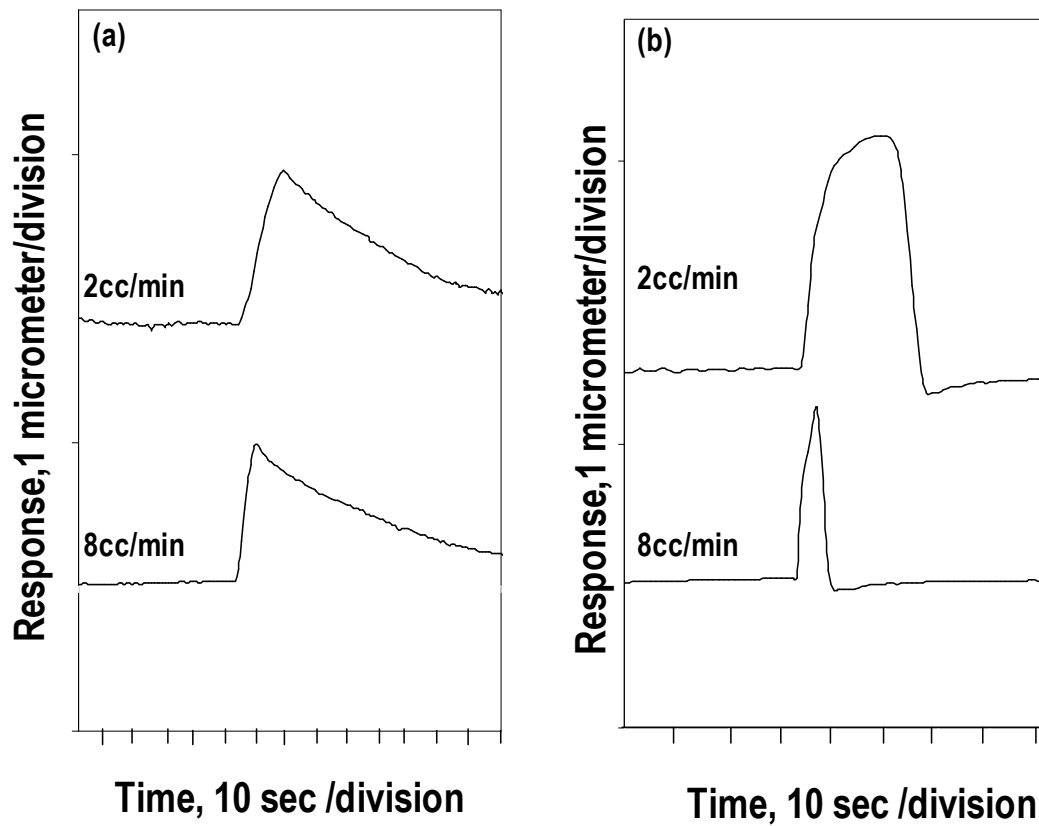 (a)
Response,1 micrometer/division
2cc/min
8cc/min
Time, 10 sec /division
(b)
Response,1 micrometer/division
2cc/min
8cc/min
Time, 10 sec /division